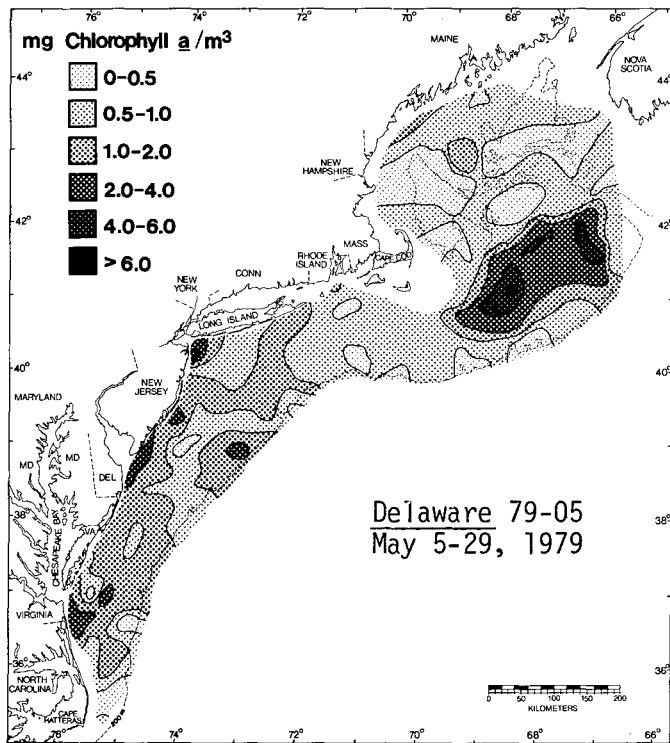 76° 75° 74° 72° 70° 68° 66°
mg Chlorophyll a/m³
0-0.5
0.5-1.0
1.0-2.0
2.0-4.0
4.0-6.0
>6.0
MAINE
NOVA SCOTIA
44°
44°
NEW HAMPSHIRE
42°
42
MASS
CAPE COD
RHODE ISLAND
CONN
NEW YORK
LONG ISLAND
40°
40°
NEW JERSEY
MARYLAND
MD
MD
DEL
38°
38°
CHESAPEAKE BAY
VA
Delaware 79-05
May 5-29, 1979
VIRGINIA
36°
36°
NORTH CAROLINA
CAPE HATTERAS
200 m
0 50 100 150 200
KILOMETERS
76° 74° 72° 70° 68° 66°